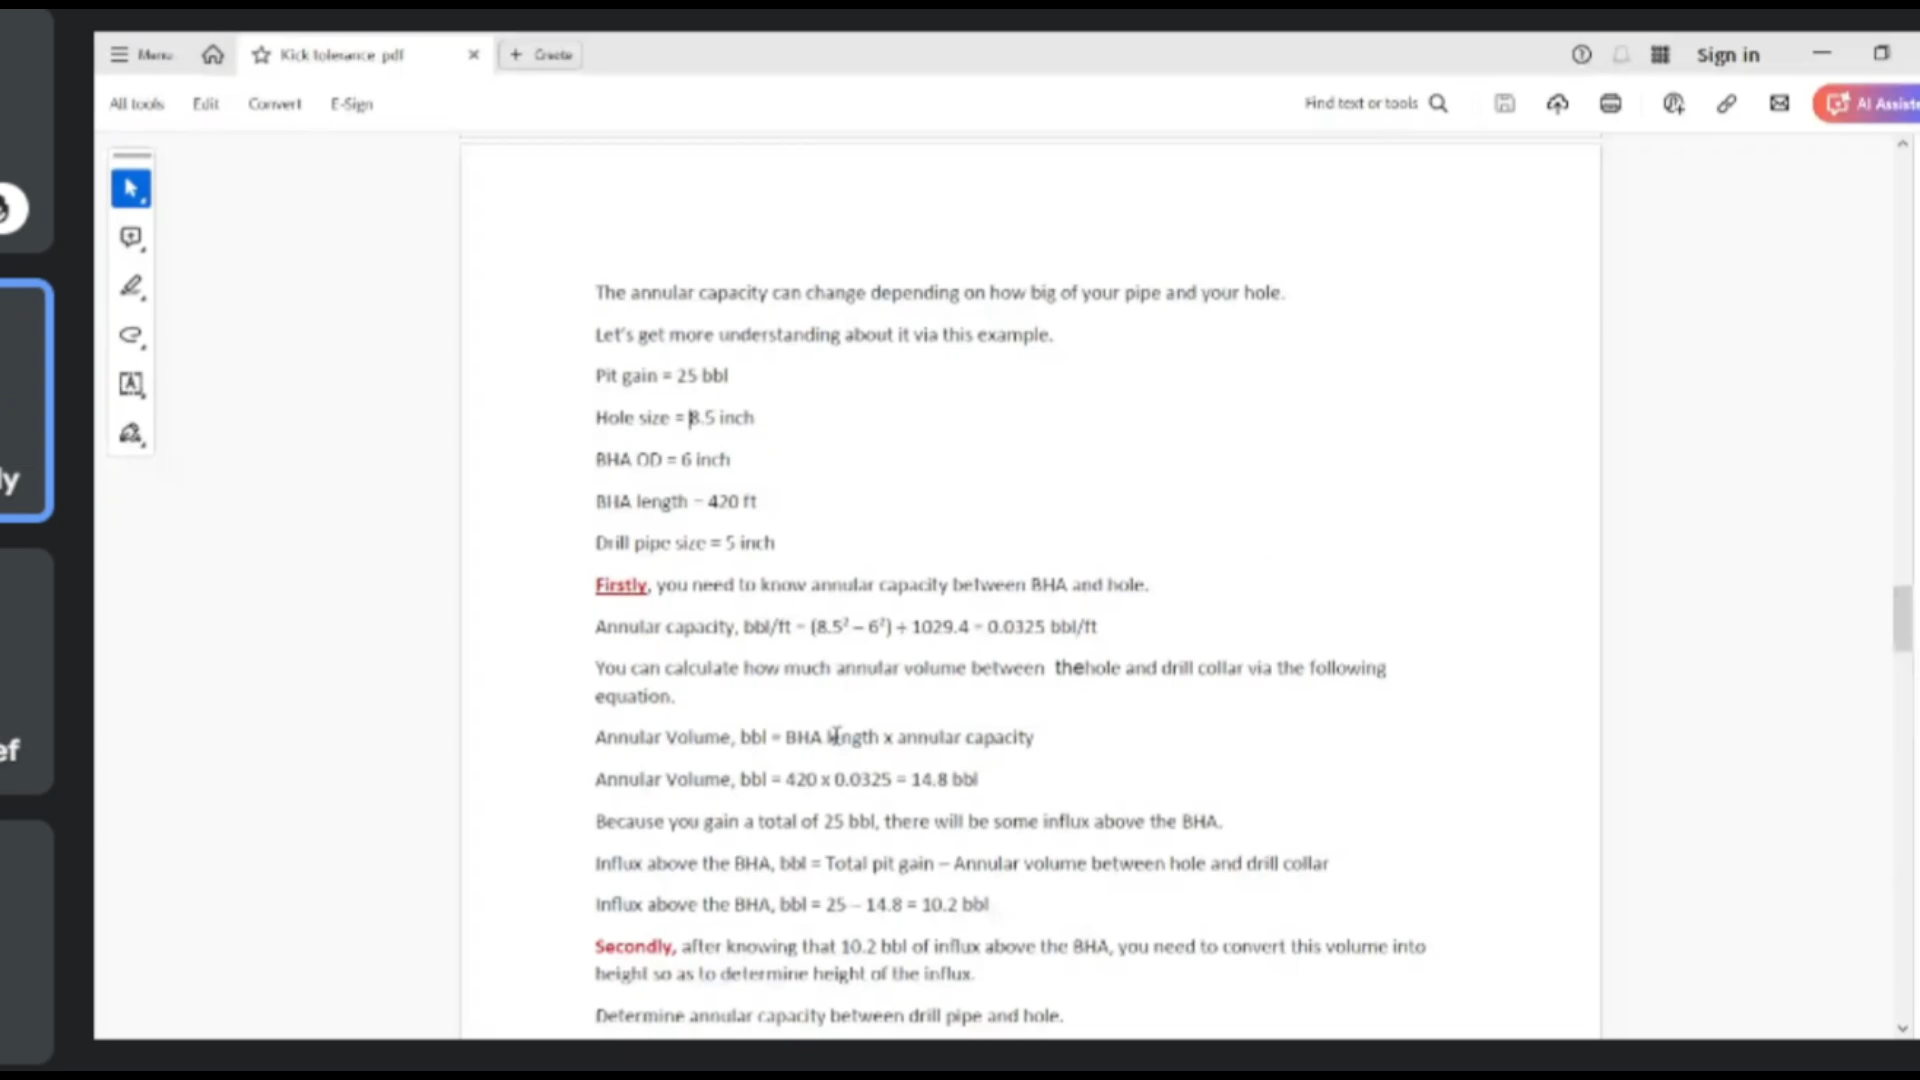 Menu
Kick tolerance pdf
Create
Sign in
All tools
Edit
Convert
E-Sign
Find text or tools
AI Assist
The annular capacity can change depending on how big of your pipe and your hole.
Let's get more understanding about it via this example.
Pit gain = 25 bbl
Hole size = 8.5 inch
BHA OD = 6 inch
BHA length = 420 ft
Drill pipe size = 5 inch
Firstly, you need to know annular capacity between BHA and hole.
Annular capacity, bbl/ft = (8.5² – 6²) ÷ 1029.4 = 0.0325 bbl/ft
You can calculate how much annular volume between thehole and drill collar via the following
equation.
Annular Volume, bbl = BHA length x annular capacity
Annular Volume, bbl = 420 x 0.0325 = 14.8 bbl
Because you gain a total of 25 bbl, there will be some influx above the BHA.
Influx above the BHA, bbl = Total pit gain – Annular volume between hole and drill collar
Influx above the BHA, bbl = 25 – 14.8 = 10.2 bbl
Secondly, after knowing that 10.2 bbl of influx above the BHA, you need to convert this volume into
height so as to determine height of the influx.
Determine annular capacity between drill pipe and hole.
ly
ef